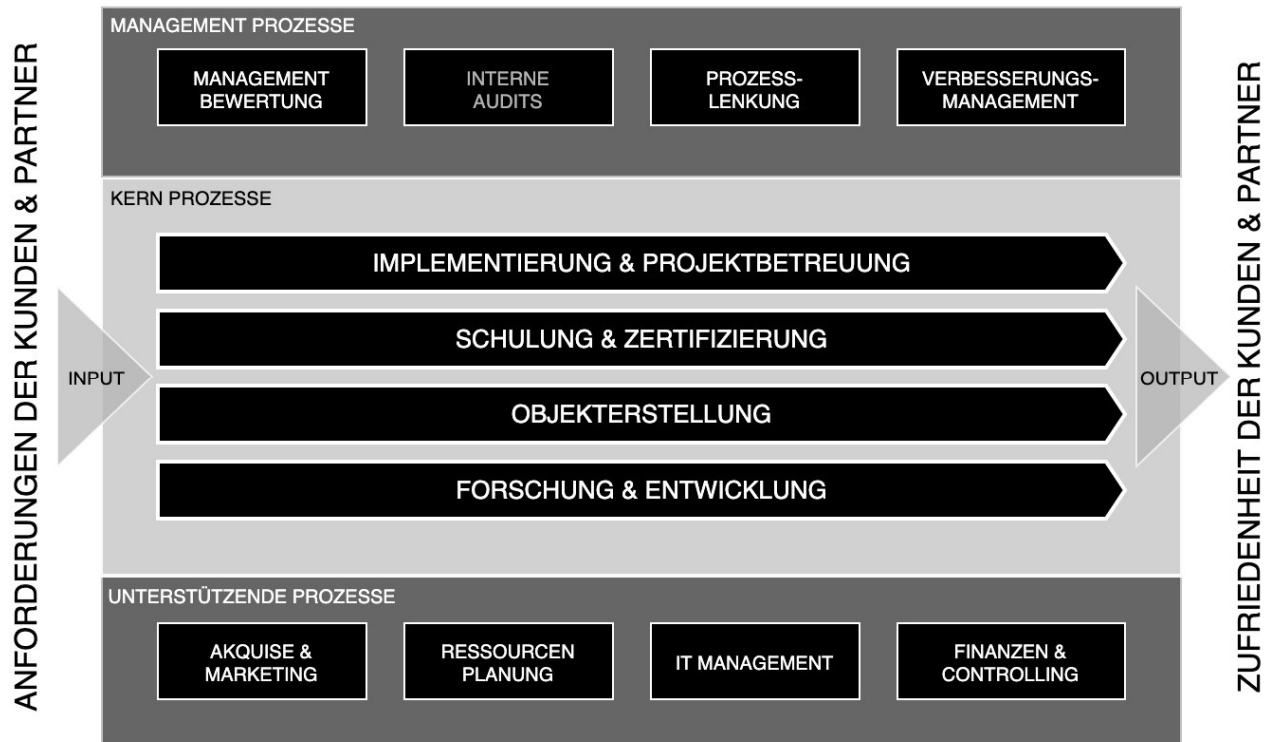 ANFORDERUNGEN DER KUNDEN & PARTNER
MANAGEMENT PROZESSE
MANAGEMENT
BEWERTUNG
INTERNE
AUDITS
PROZESS-
LENKUNG
VERBESSERUNGS-
MANAGEMENT
KERN PROZESSE
IMPLEMENTIERUNG & PROJEKTBETREUUNG
SCHULUNG & ZERTIFIZIERUNG
INPUT
OUTPUT
OBJEKTERSTELLUNG
FORSCHUNG & ENTWICKLUNG
UNTERSTÜTZENDE PROZESSE
AKQUISE &
MARKETING
RESSOURCEN
PLANUNG
IT MANAGEMENT
FINANZEN &
CONTROLLING
ZUFRIEDENHEIT DER KUNDEN & PARTNER